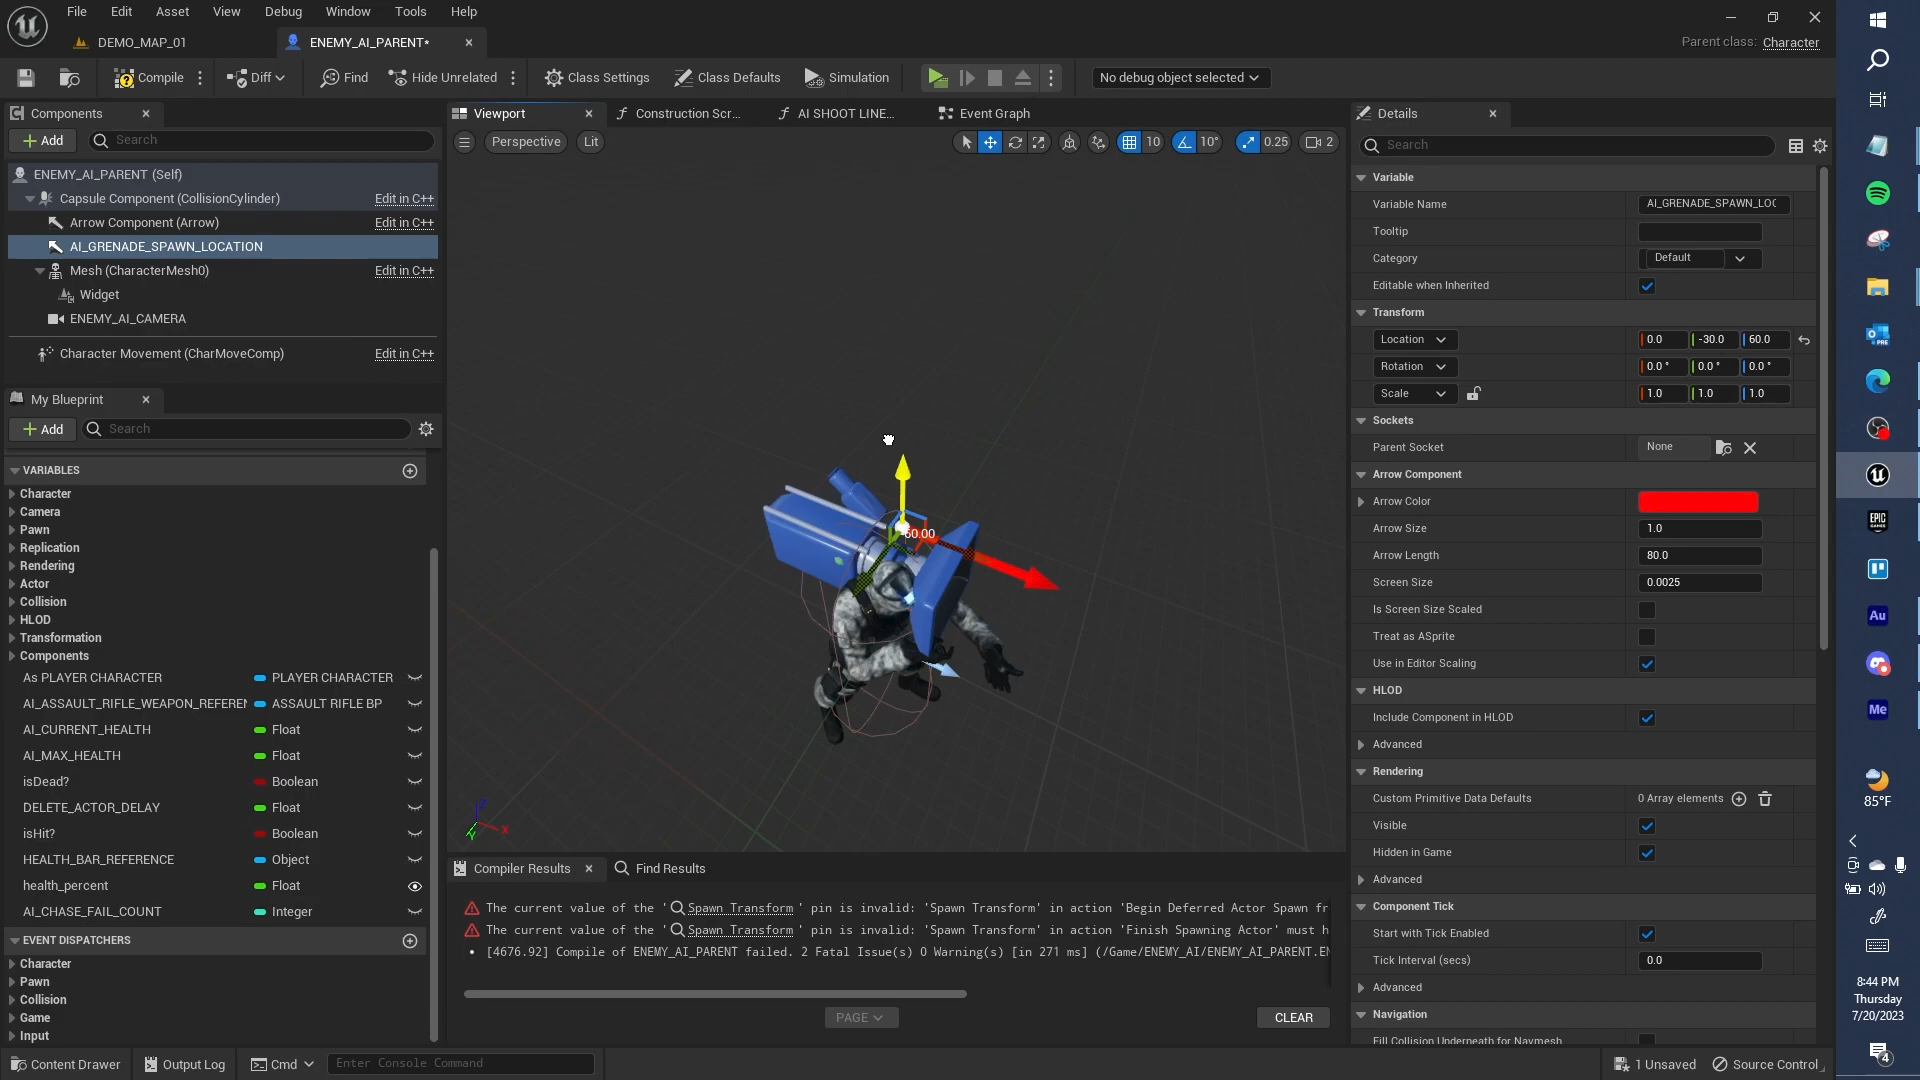 File Edit Asset View Debug Window Tools Help
DEMO_MAP_01
ENEMY_AI_PARENT*
Parent class: Character
Compile
Diff
Find
Hide Unrelated
Class Settings
Class Defaults
Simulation
No debug object selected
Components
Add
Search
ENEMY_AI_PARENT (Self)
Capsule Component (CollisionCylinder) Edit in C++
Arrow Component (Arrow) Edit in C++
AI_GRENADE_SPAWN_LOCATION
Mesh (CharacterMesh0) Edit in C++
Widget
ENEMY_AI_CAMERA
Character Movement (CharMoveComp) Edit in C++
My Blueprint
Add
Search
VARIABLES
Character
Camera
Pawn
Replication
Rendering
Actor
Collision
HLOD
Transformation
Components
As PLAYER CHARACTER PLAYER CHARACTER
AI_ASSAULT_RIFLE_WEAPON_REFEREN ASSAULT RIFLE BP
AI_CURRENT_HEALTH Float
AI_MAX_HEALTH Float
isDead? Boolean
DELETE_ACTOR_DELAY Float
isHit? Boolean
HEALTH_BAR_REFERENCE Object
health_percent Float
AI_CHASE_FAIL_COUNT Integer
EVENT DISPATCHERS
Character
Pawn
Collision
Game
Input
Viewport
Construction Scr...
AI SHOOT LINE...
Event Graph
Perspective
Lit
10
10°
0.25
2
60.00
Z
X
Y
Compiler Results
Find Results
The current value of the ' Spawn Transform ' pin is invalid: 'Spawn Transform' in action 'Begin Deferred Actor Spawn fr
The current value of the ' Spawn Transform ' pin is invalid: 'Spawn Transform' in action 'Finish Spawning Actor' must h
• [4676.92] Compile of ENEMY_AI_PARENT failed. 2 Fatal Issue(s) 0 Warning(s) [in 271 ms] (/Game/ENEMY_AI/ENEMY_AI_PARENT.EN
PAGE
CLEAR
Details
Search
Variable
Variable Name AI_GRENADE_SPAWN_LOC
Tooltip
Category Default
Editable when Inherited
Transform
Location 0.0 -30.0 60.0
Rotation 0.0 ° 0.0 ° 0.0 °
Scale 1.0 1.0 1.0
Sockets
Parent Socket None
Arrow Component
Arrow Color
Arrow Size 1.0
Arrow Length 80.0
Screen Size 0.0025
Is Screen Size Scaled
Treat as ASprite
Use in Editor Scaling
HLOD
Include Component in HLOD
Advanced
Rendering
Custom Primitive Data Defaults 0 Array elements
Visible
Hidden in Game
Advanced
Component Tick
Start with Tick Enabled
Tick Interval (secs) 0.0
Advanced
Navigation
Fill Collision Underneath for Navmesh
Content Drawer
Output Log
Cmd
Enter Console Command
1 Unsaved
Source Control
PRE
EPIC GAMES
Au
Me
85°F
8:44 PM
Thursday
7/20/2023
4